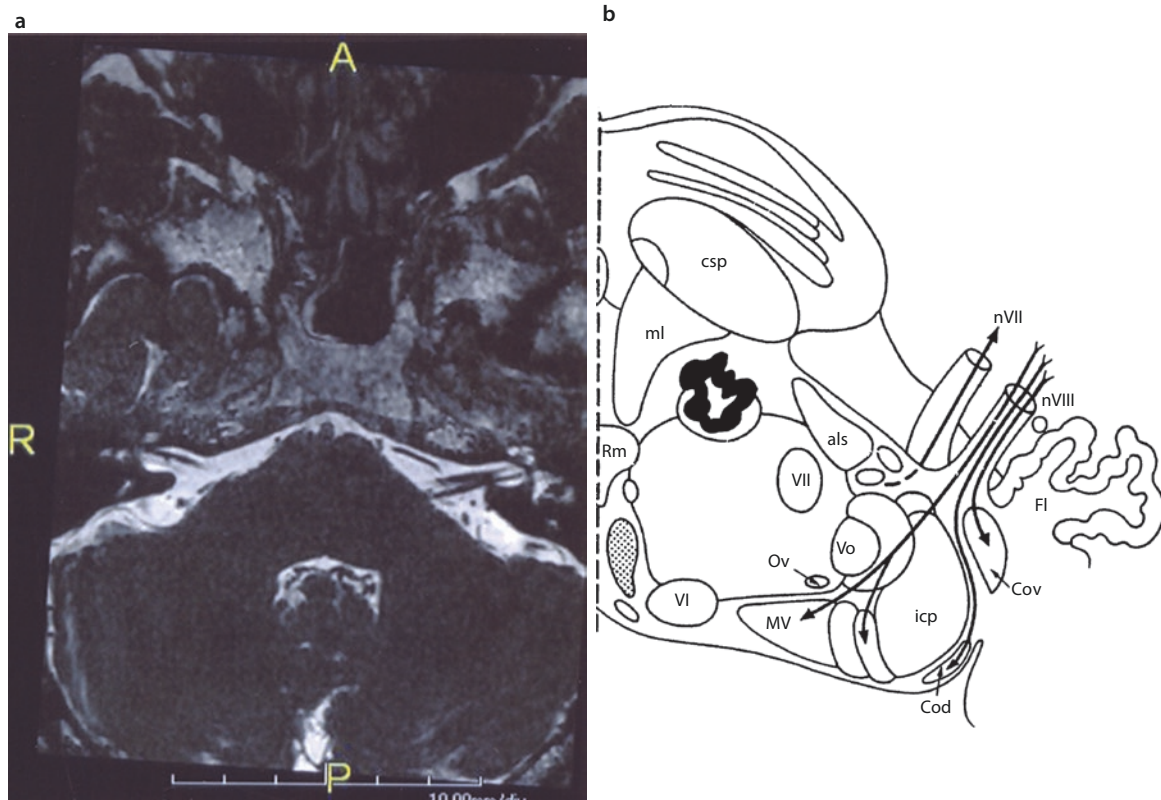 a
b
A
R
P
10.00mm/div
csp
ml
nVII
nVIII
Rm
als
VII
Fl
Vo
Ov
Cov
VI
MV
icp
Cod